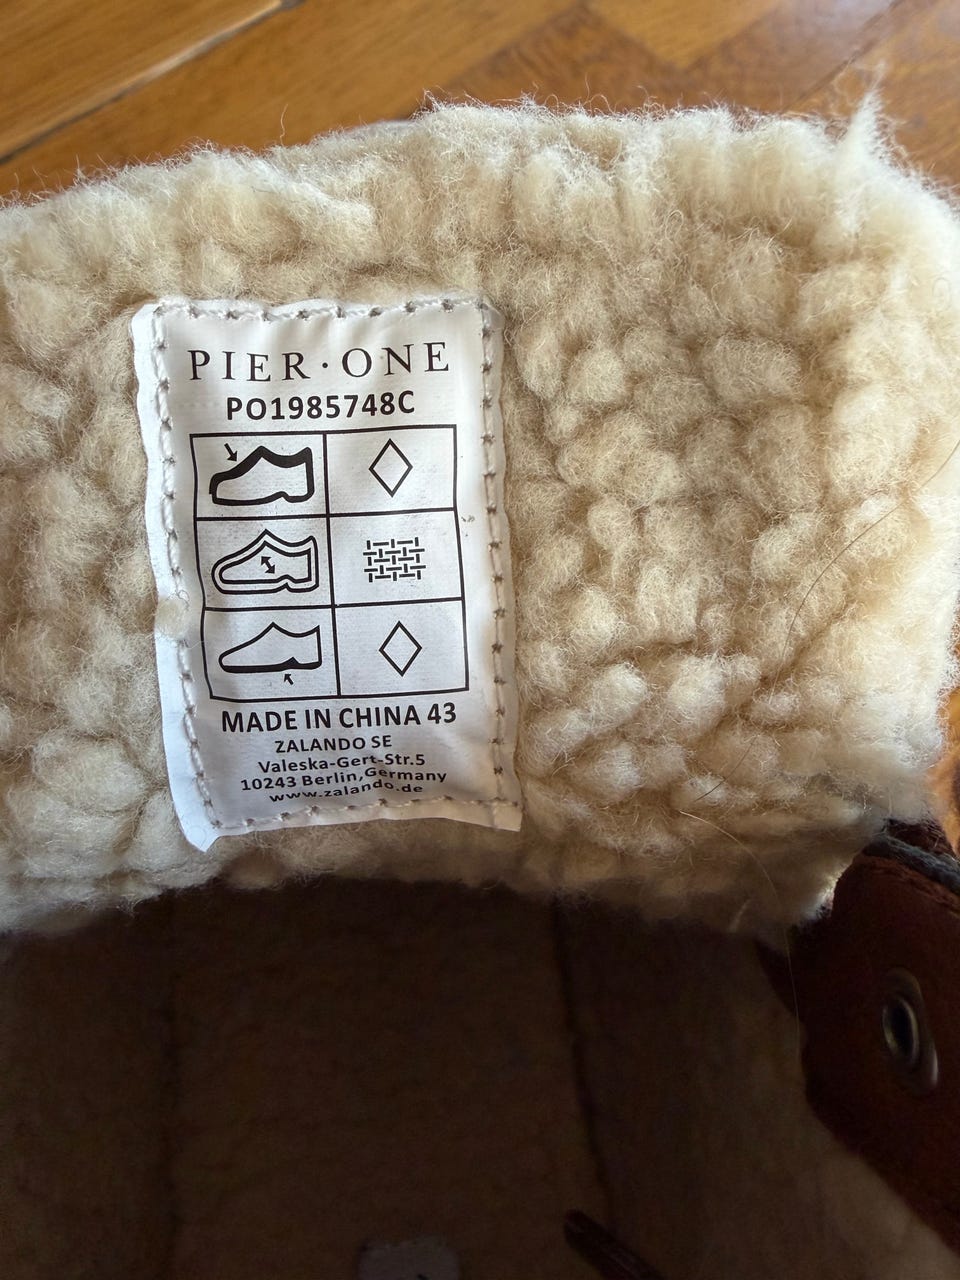 PIER·ONE
PO1985748C
MADE IN CHINA 43
ZALANDO SE
Valeska-Gert-Str.5
10243 Berlin,Germany
www.zalando.de